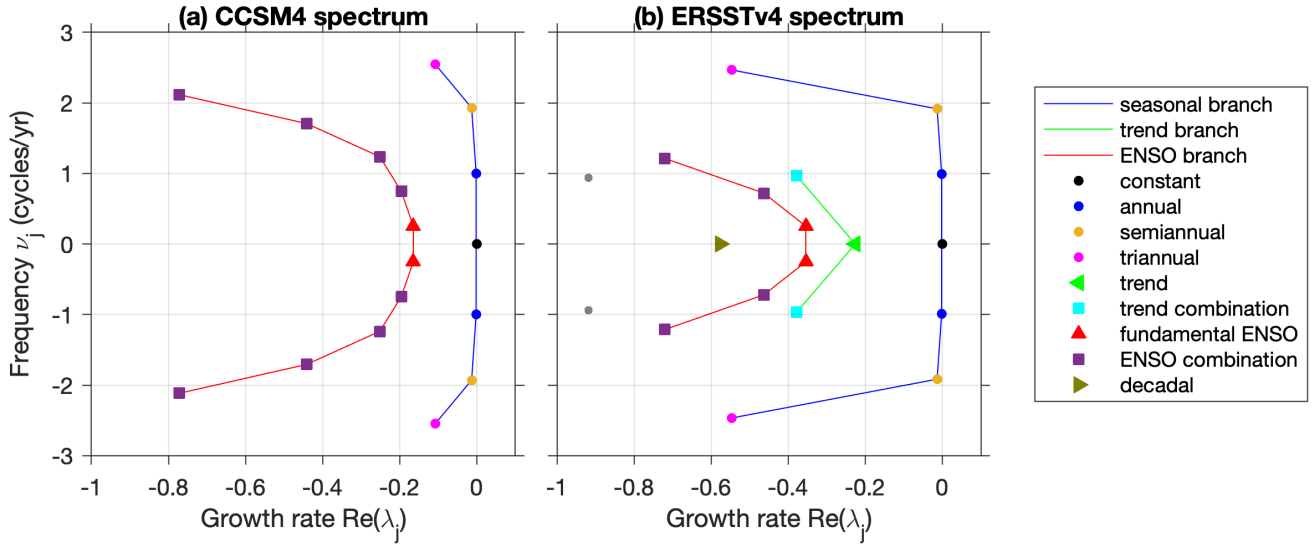 (a) CCSM4 spectrum
(b) ERSSTv4 spectrum
3
2
1
0
-1
-2
-3
Frequency ν_j (cycles/yr)
-1 -0.8 -0.6 -0.4 -0.2 0
-1 -0.8 -0.6 -0.4 -0.2 0
Growth rate Re(λ_j)
Growth rate Re(λ_j)
seasonal branch
trend branch
ENSO branch
constant
annual
semiannual
triannual
trend
trend combination
fundamental ENSO
ENSO combination
decadal